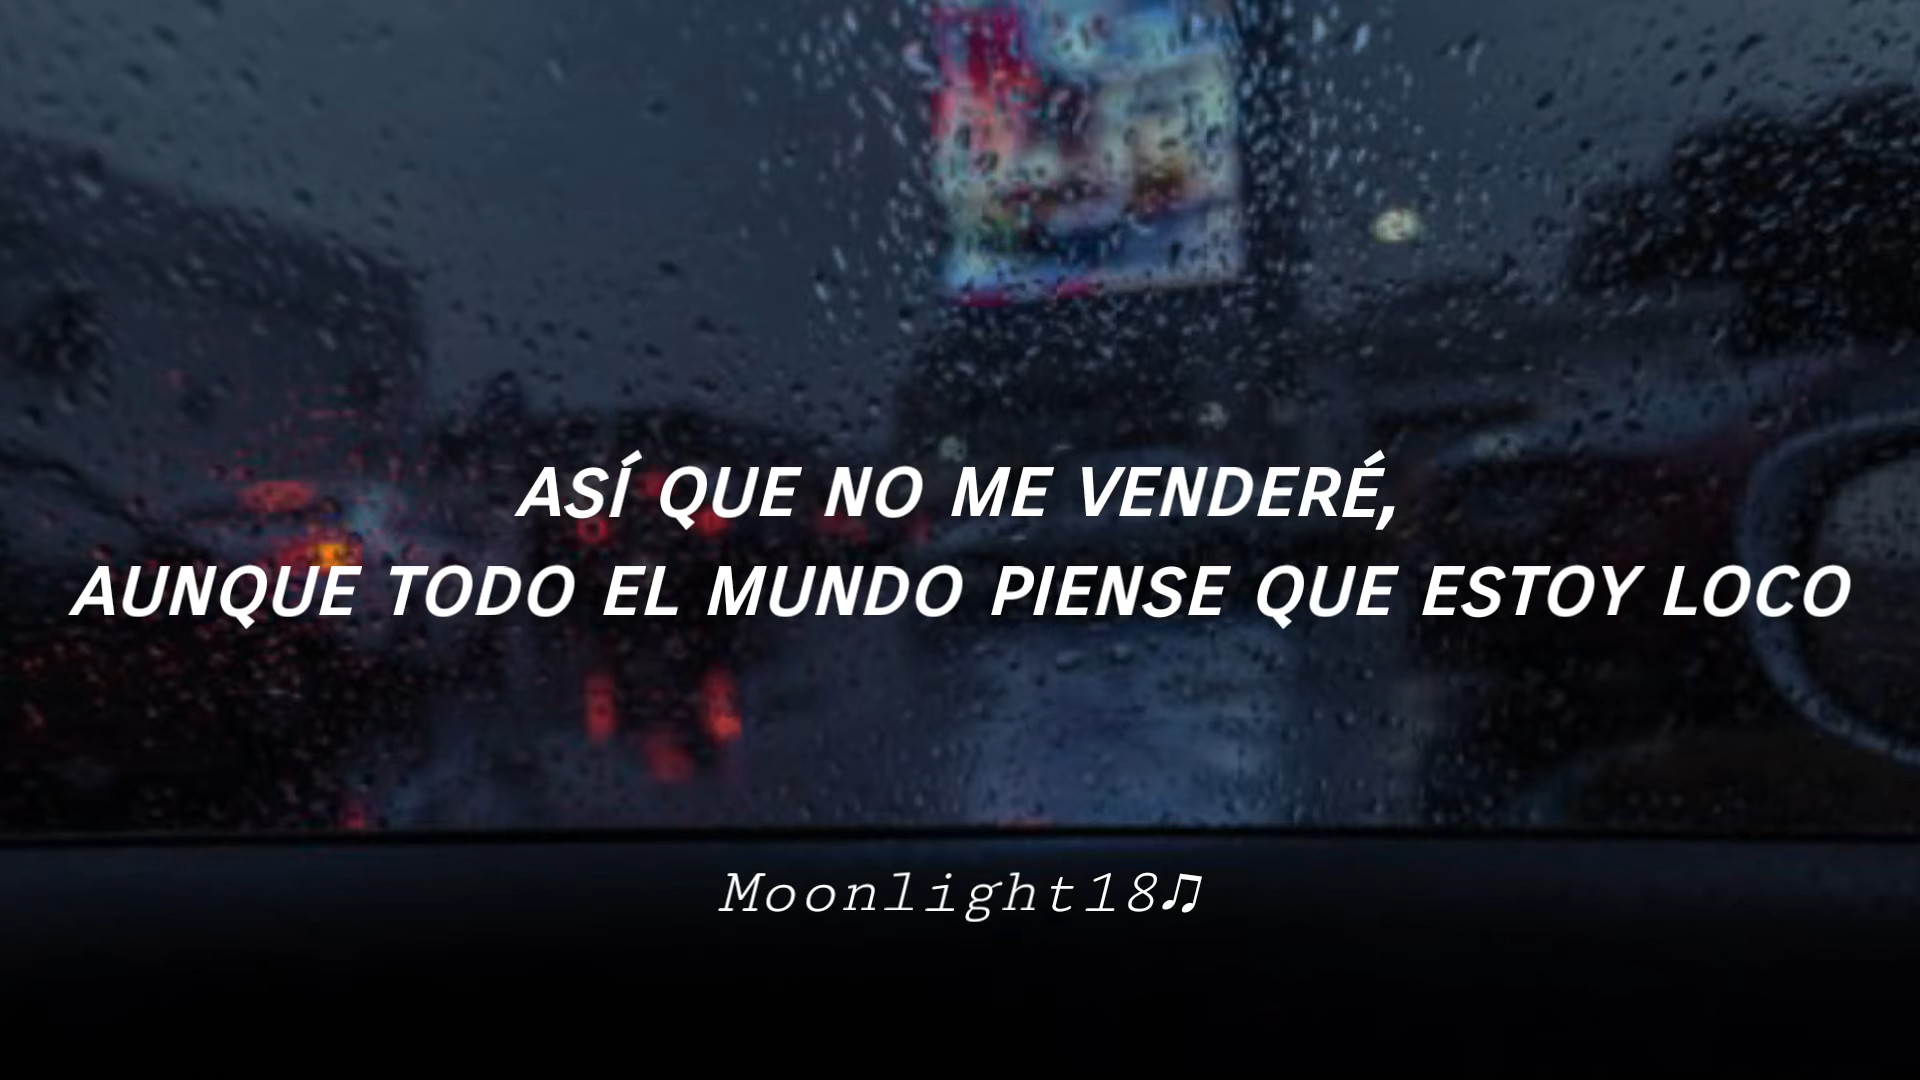 ASÍ QUE NO ME VENDERÉ,
AUNQUE TODO EL MUNDO PIENSE QUE ESTOY LOCO
Moonlight18♫